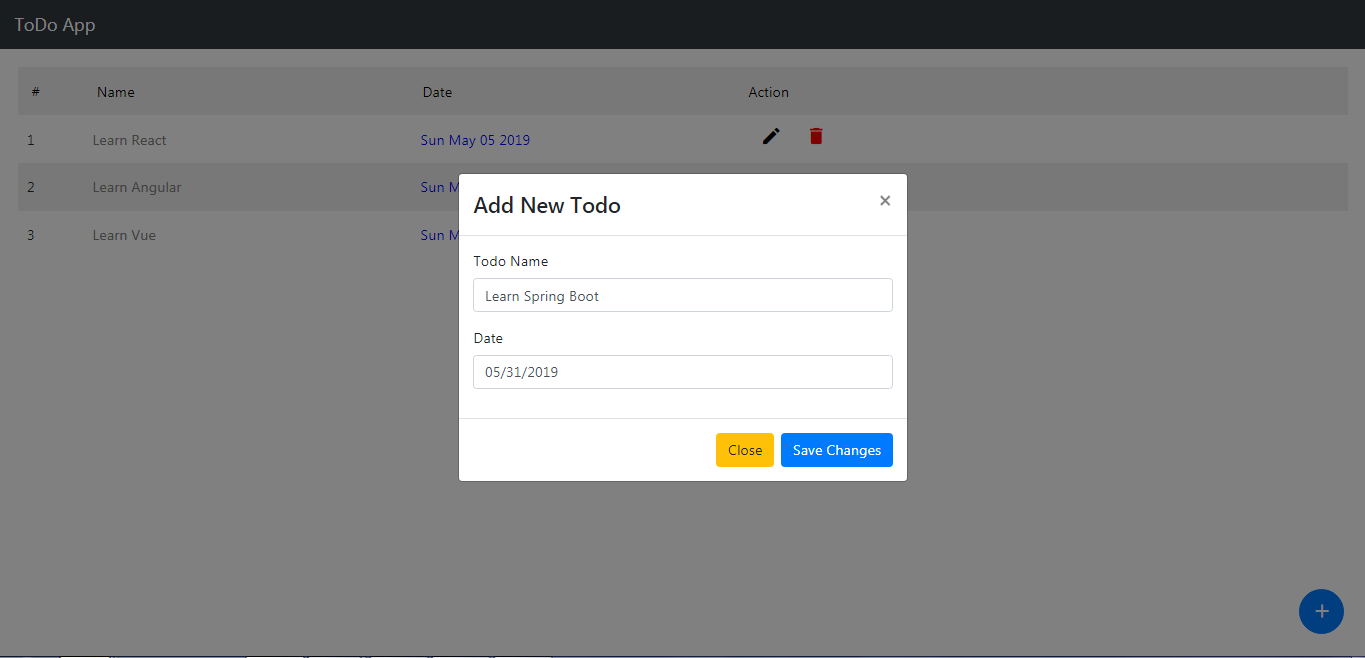 ToDo App
# Name Date Action
1 Learn React Sun May 05 2019
2 Learn Angular Sun
3 Learn Vue Sun
Add New Todo ×
Todo Name
Learn Spring Boot
Date
05/31/2019
Close Save Changes
+